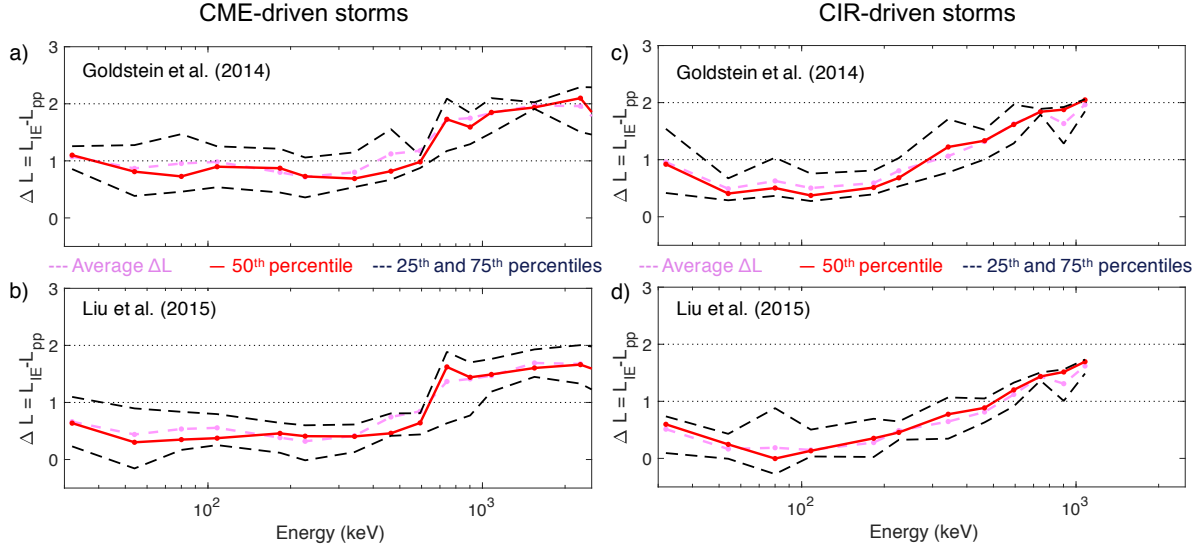 CME-driven storms
CIR-driven storms
a)
Goldstein et al. (2014)
3
2
1
0
Δ L = L_IE-L_pp
c)
Goldstein et al. (2014)
3
2
1
0
Δ L = L_IE-L_pp
--- Average ΔL — 50th percentile --- 25th and 75th percentiles
--- Average ΔL — 50th percentile --- 25th and 75th percentiles
b)
Liu et al. (2015)
3
2
1
0
Δ L = L_IE-L_pp
10^2 10^3
Energy (keV)
d)
Liu et al. (2015)
3
2
1
0
Δ L = L_IE-L_pp
10^2 10^3
Energy (keV)